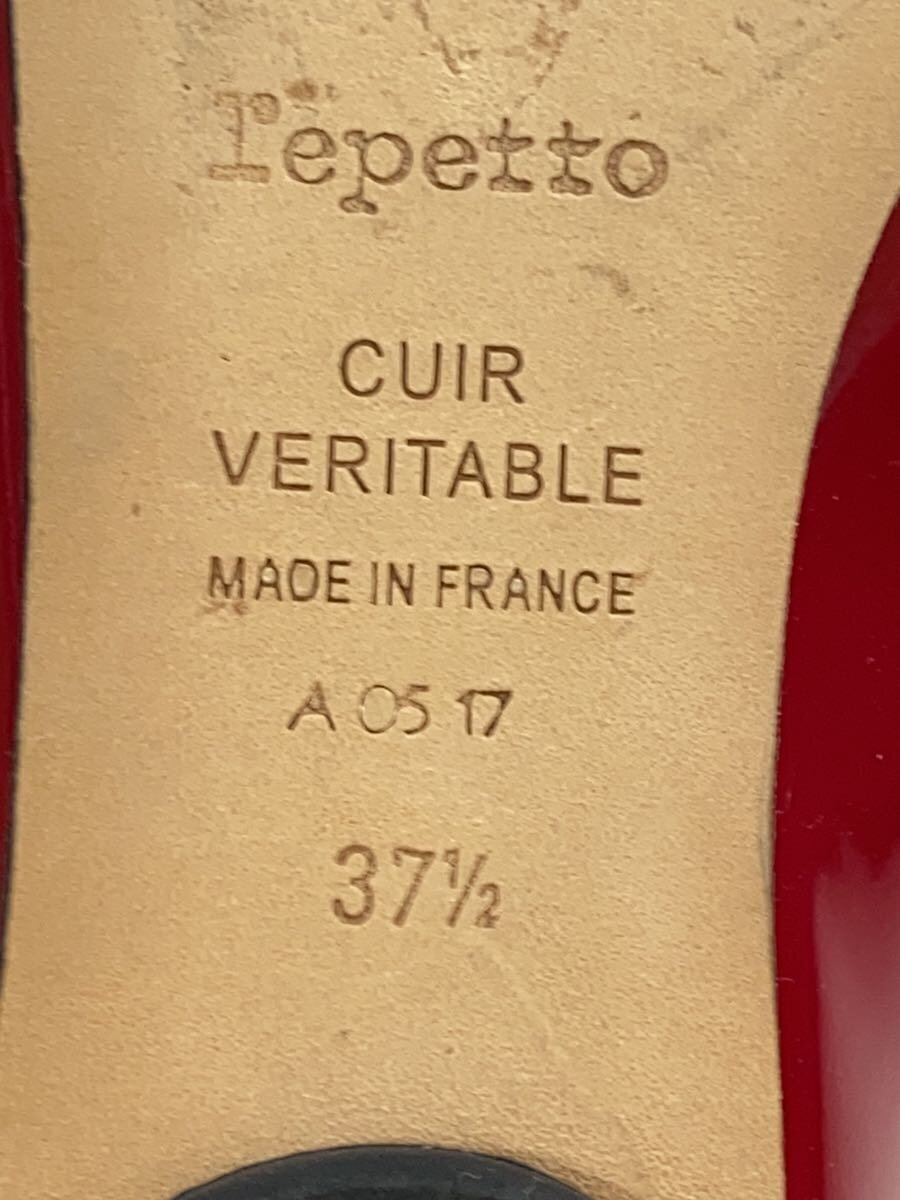 repetto
CUIR
VERITABLE
MADE IN FRANCE
A 05 17
37½